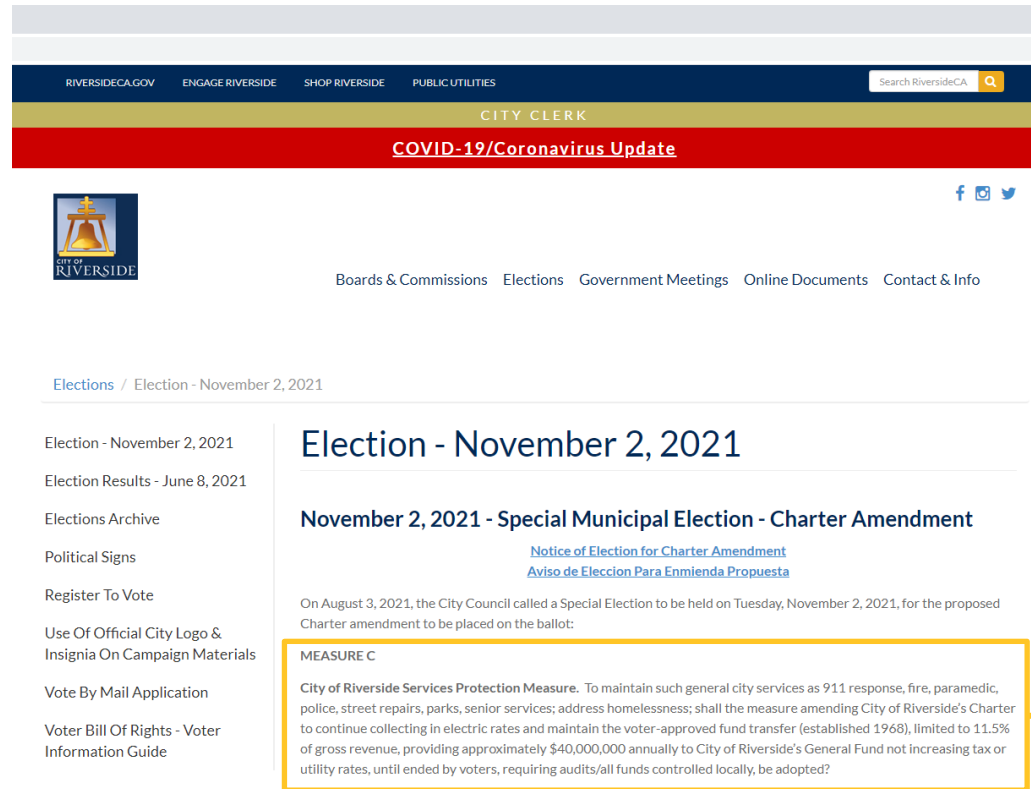 RIVERSIDECA.GOV ENGAGE RIVERSIDE SHOP RIVERSIDE PUBLIC UTILITIES Search RiversideCA
CITY CLERK
COVID-19/Coronavirus Update
CITY OF
RIVERSIDE
Boards & Commissions Elections Government Meetings Online Documents Contact & Info
Elections / Election - November 2, 2021
Election - November 2, 2021
Election Results - June 8, 2021
Elections Archive
Political Signs
Register To Vote
Use Of Official City Logo &
Insignia On Campaign Materials
Vote By Mail Application
Voter Bill Of Rights - Voter
Information Guide
Election - November 2, 2021
November 2, 2021 - Special Municipal Election - Charter Amendment
Notice of Election for Charter Amendment
Aviso de Eleccion Para Enmienda Propuesta
On August 3, 2021, the City Council called a Special Election to be held on Tuesday, November 2, 2021, for the proposed
Charter amendment to be placed on the ballot:
MEASURE C
City of Riverside Services Protection Measure. To maintain such general city services as 911 response, fire, paramedic,
police, street repairs, parks, senior services; address homelessness; shall the measure amending City of Riverside's Charter
to continue collecting in electric rates and maintain the voter-approved fund transfer (established 1968), limited to 11.5%
of gross revenue, providing approximately $40,000,000 annually to City of Riverside's General Fund not increasing tax or
utility rates, until ended by voters, requiring audits/all funds controlled locally, be adopted?